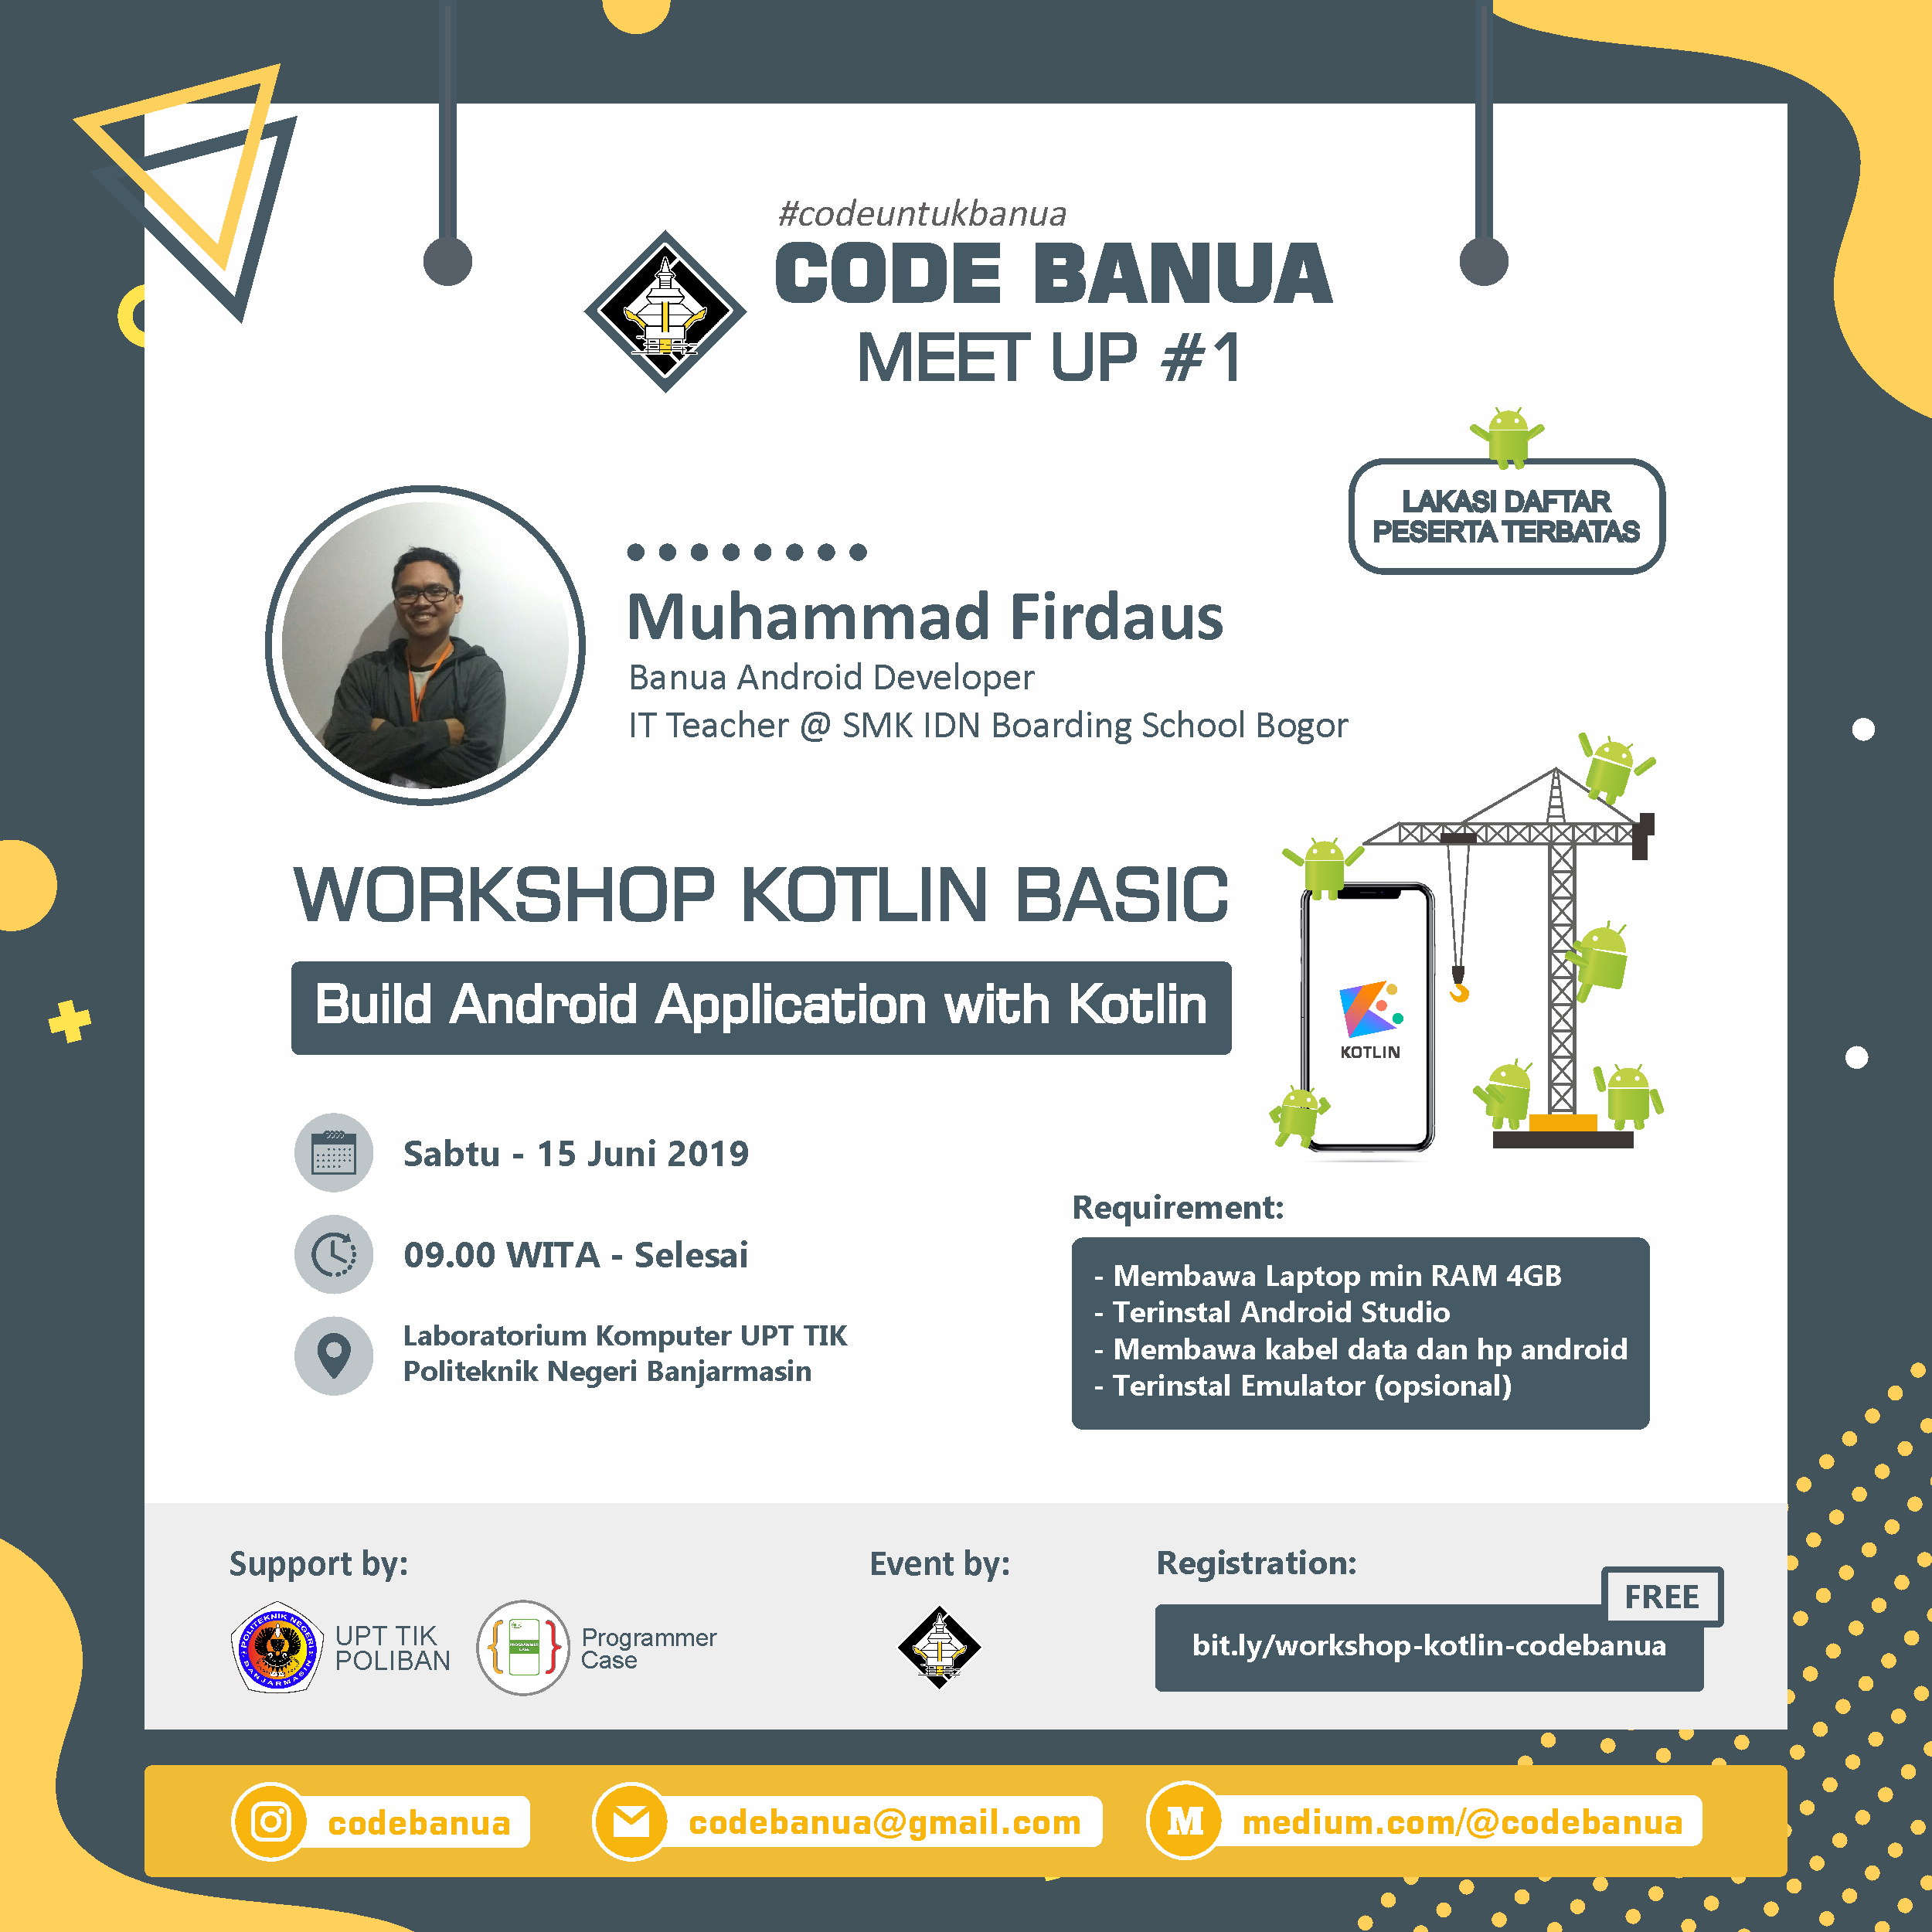 #codeuntukbanua
CODE BANUA
MEET UP #1
LAKASI DAFTAR
PESERTA TERBATAS
Muhammad Firdaus
Banua Android Developer
IT Teacher @ SMK IDN Boarding School Bogor
WORKSHOP KOTLIN BASIC
Build Android Application with Kotlin
KOTLIN
Sabtu - 15 Juni 2019
09.00 WITA - Selesai
Laboratorium Komputer UPT TIK
Politeknik Negeri Banjarmasin
Requirement:
- Membawa Laptop min RAM 4GB
- Terinstal Android Studio
- Membawa kabel data dan hp android
- Terinstal Emulator (opsional)
Support by:
POLITEKNIK NEGERI
BANJARMASIN
UPT TIK
POLIBAN
Programmer
Case
Event by:
Registration:
FREE
bit.ly/workshop-kotlin-codebanua
codebanua
codebanua@gmail.com
M
medium.com/@codebanua